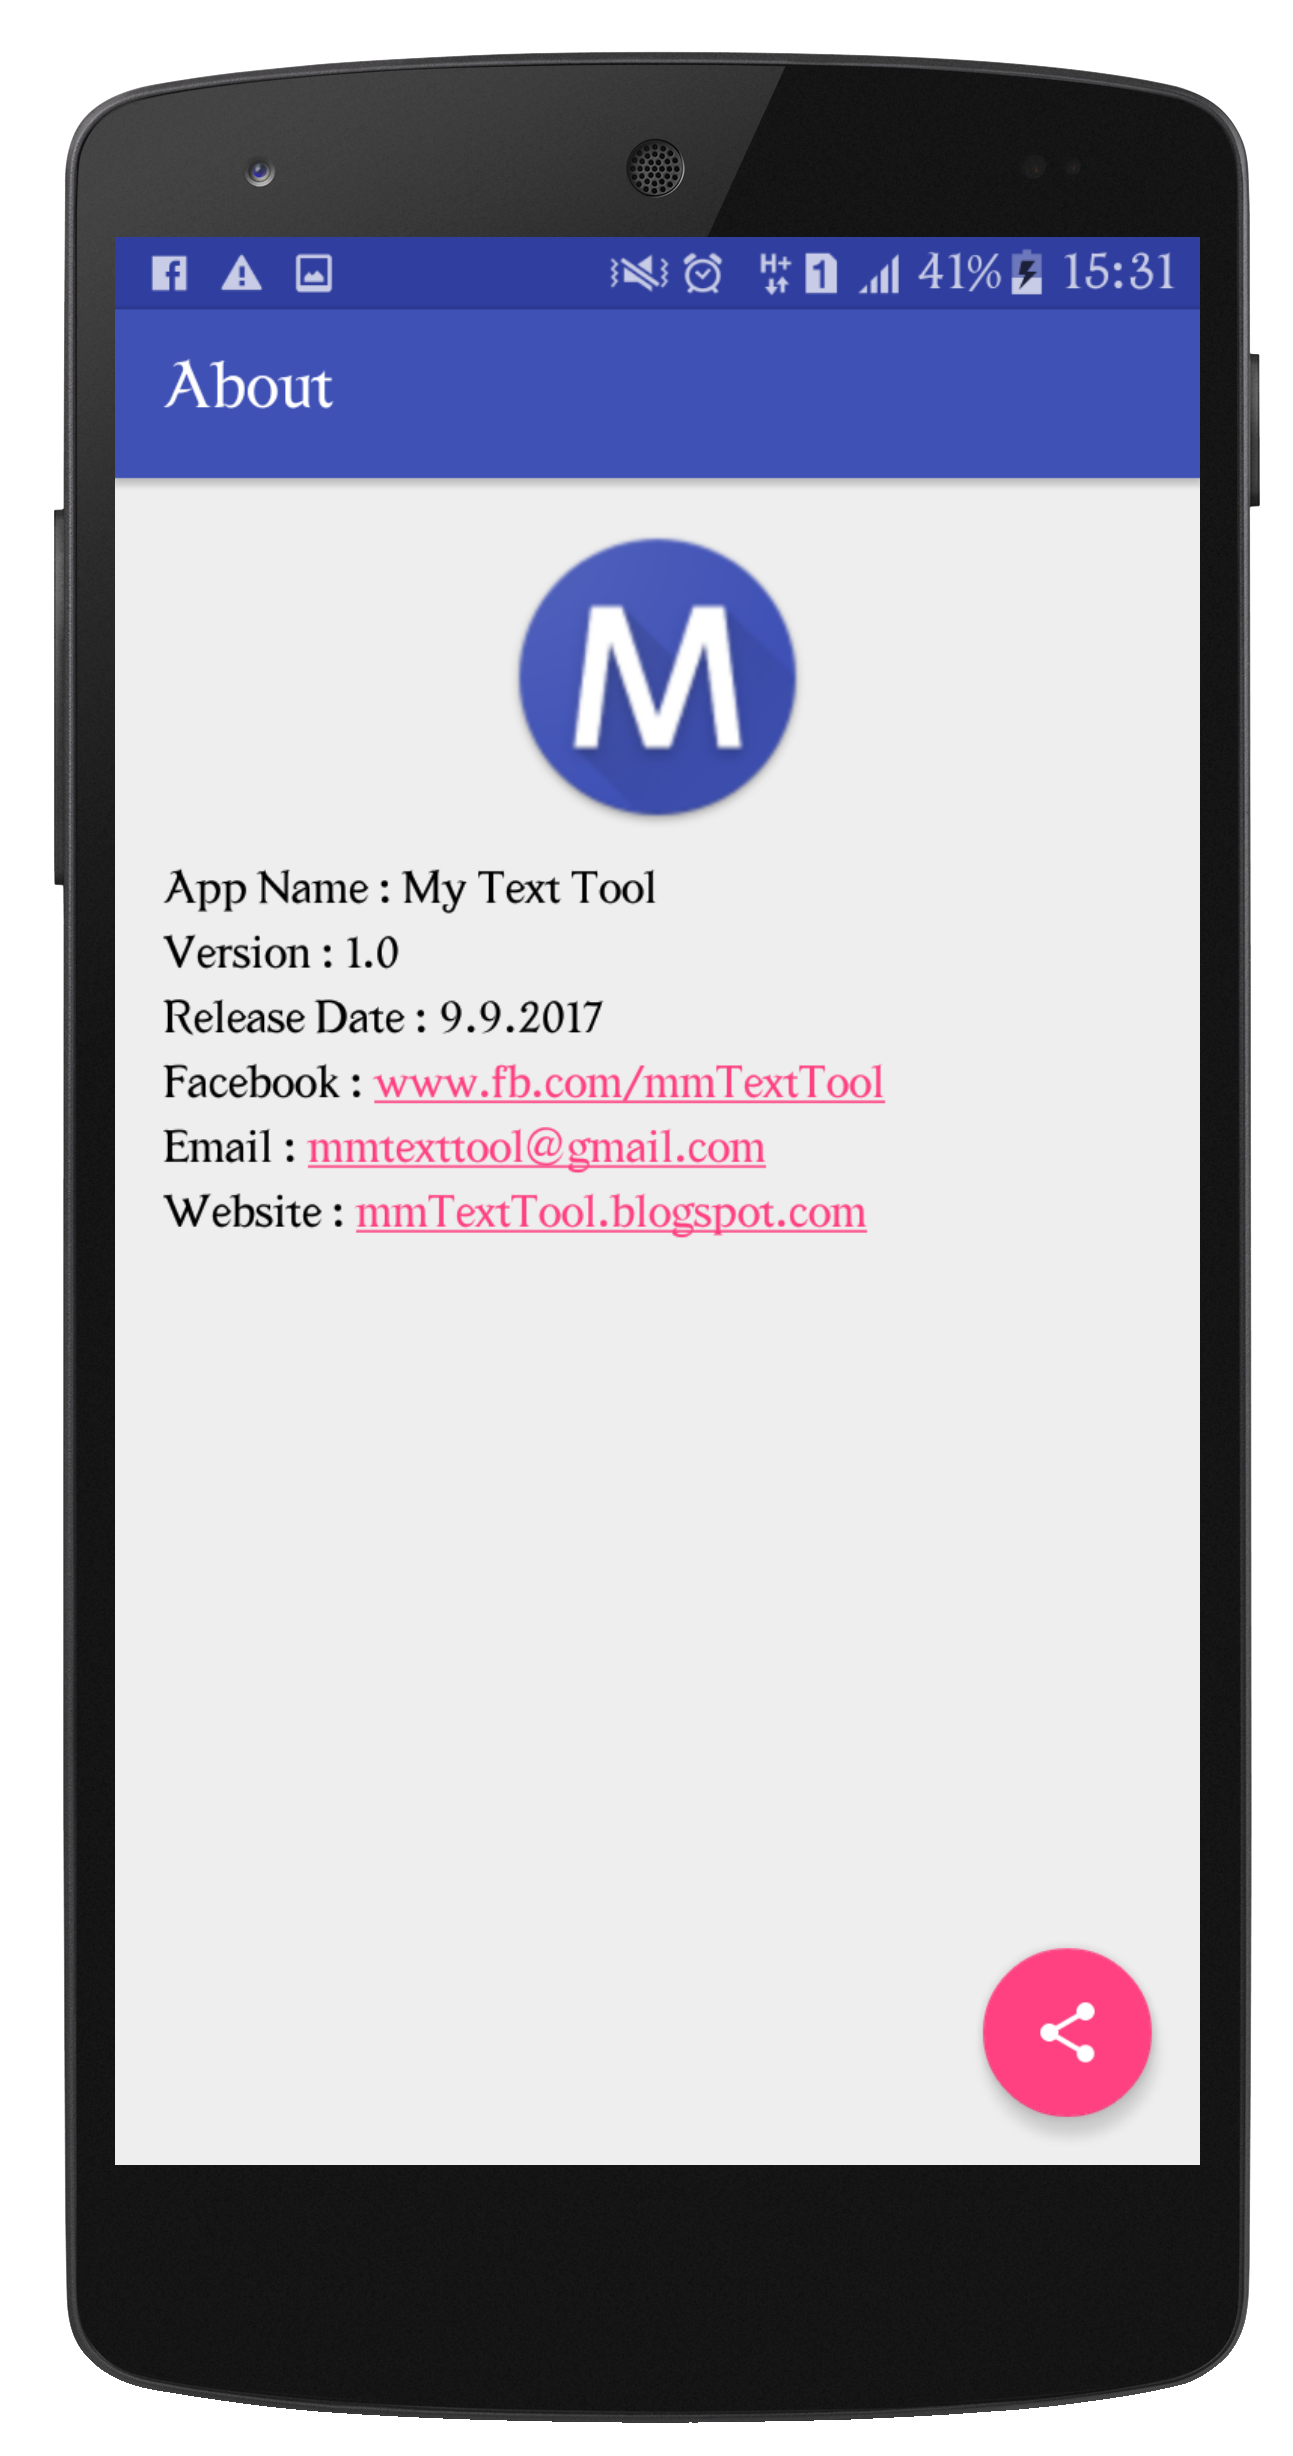 H+ 1 41% 15:31
About
M
App Name : My Text Tool
Version : 1.0
Release Date : 9.9.2017
Facebook : www.fb.com/mmTextTool
Email : mmtexttool@gmail.com
Website : mmTextTool.blogspot.com